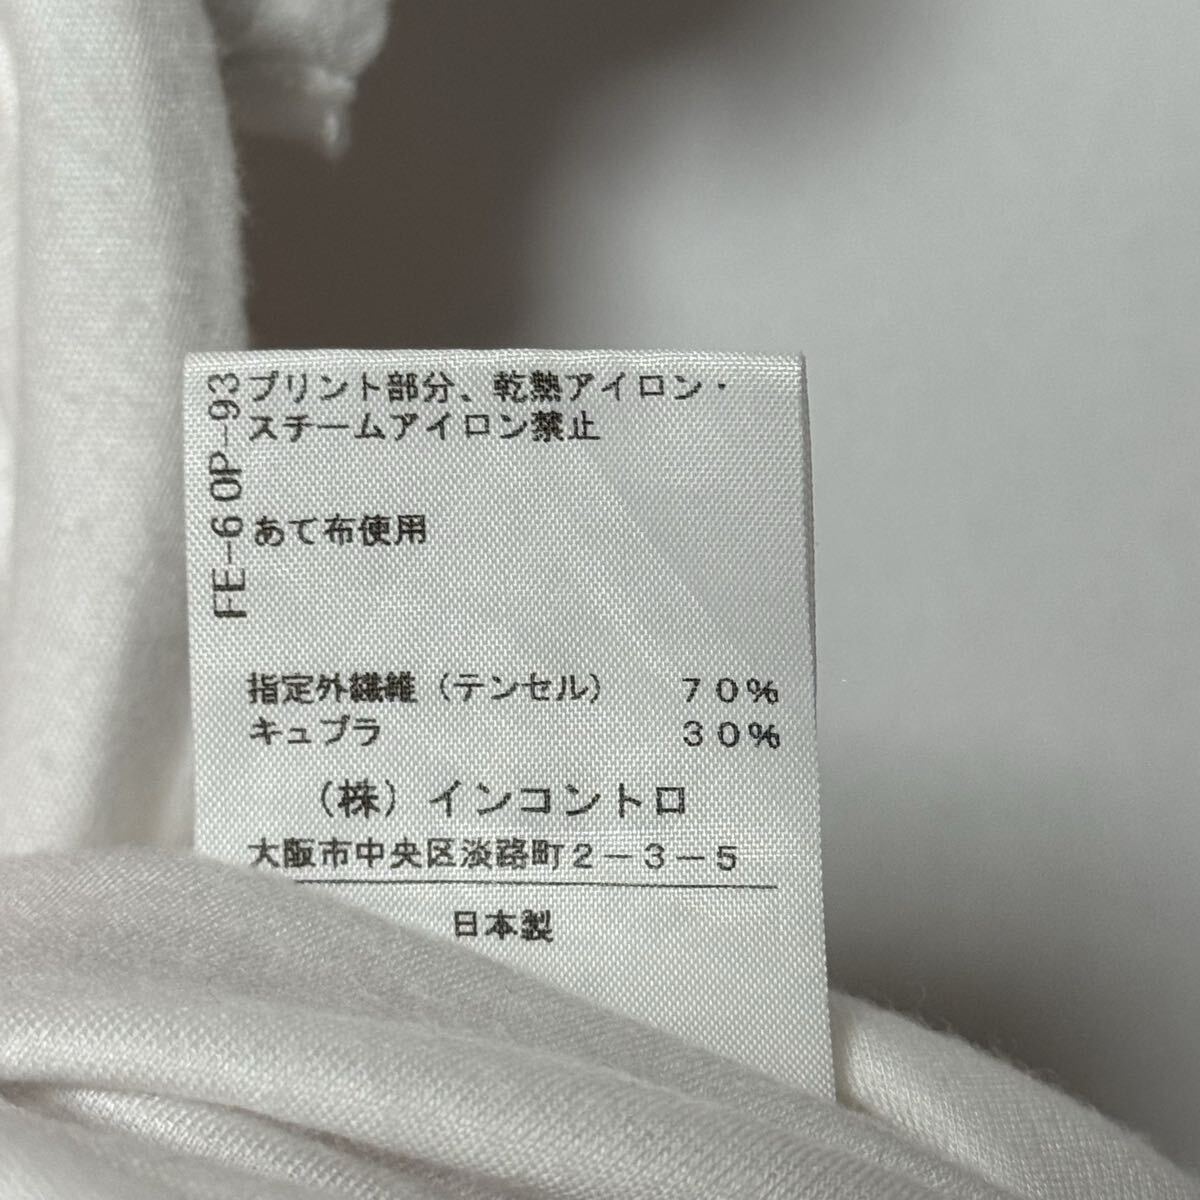 FE-60P-93
プリント部分、乾熱アイロン・
スチームアイロン禁止
あて布使用
指定外繊維（テンセル） 70%
キュプラ 30%
（株）インコントロ
大阪市中央区淡路町2-3-5
日本製